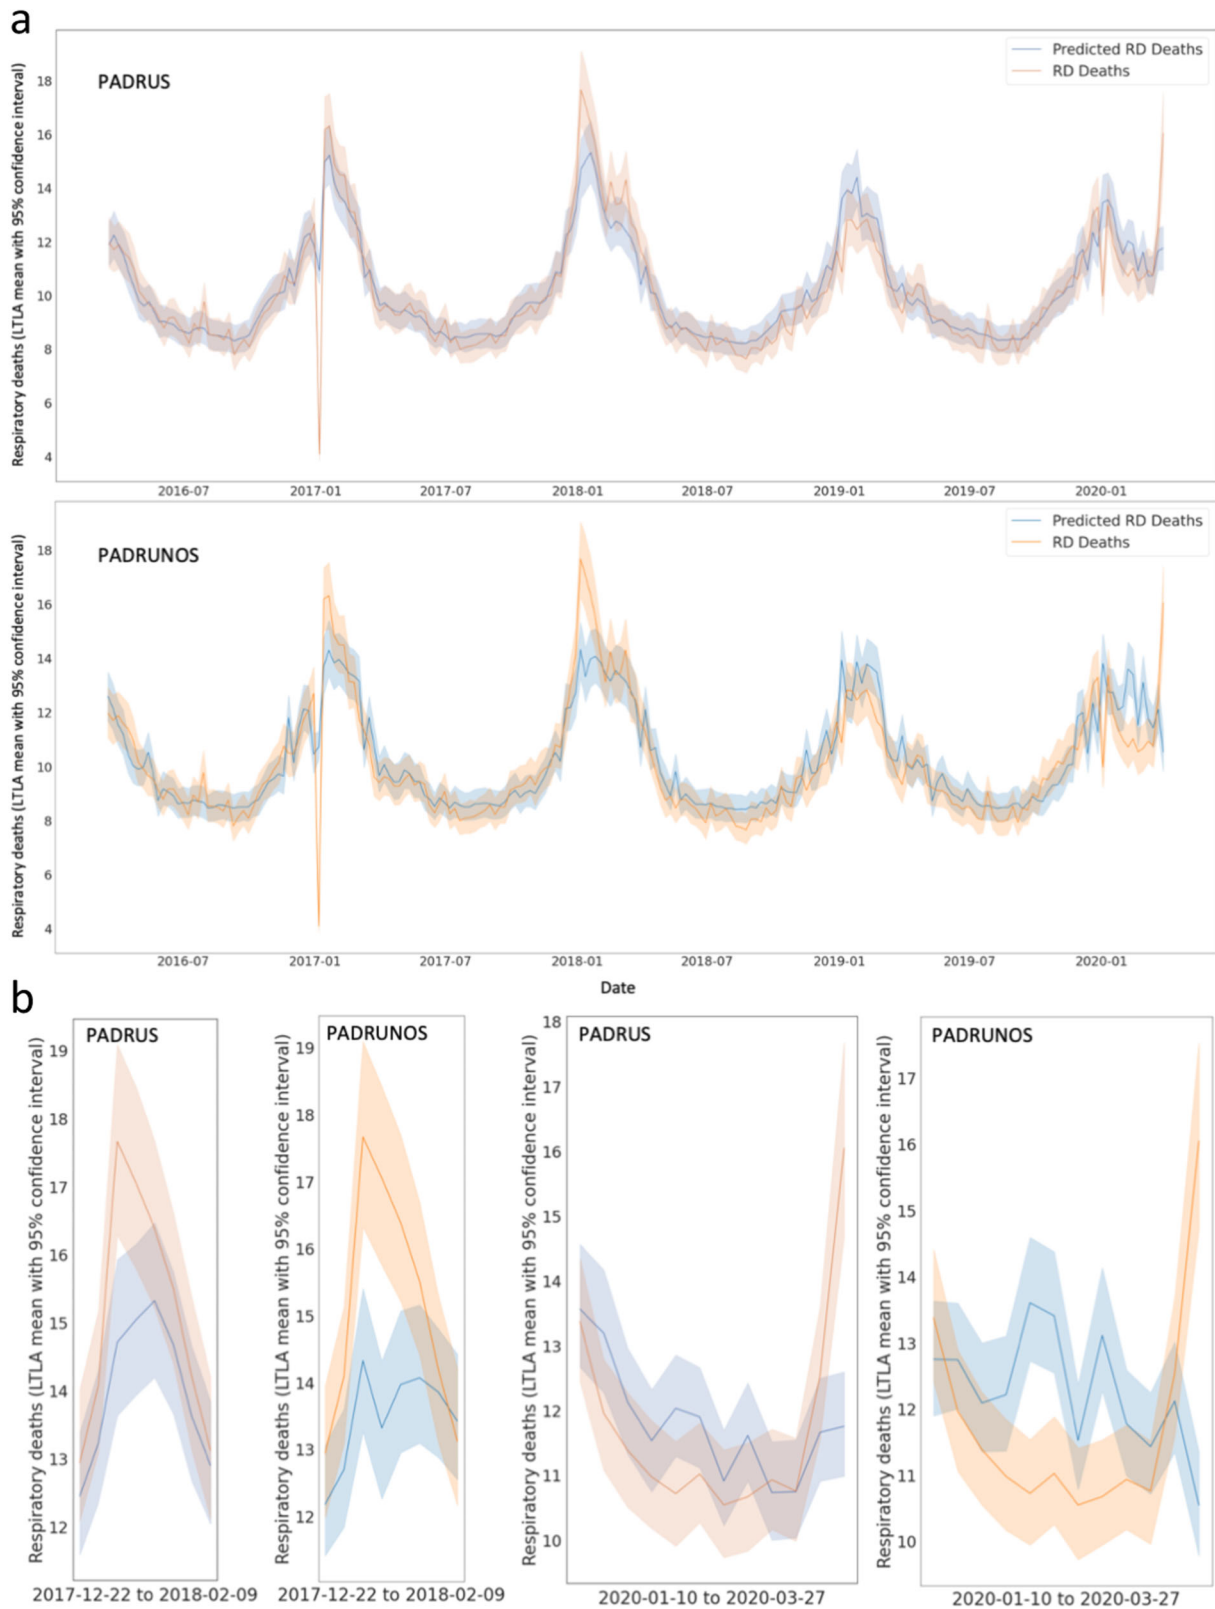 a
Respiratory deaths (LTLA mean with 95% confidence interval)
PADRUS
Predicted RD Deaths
RD Deaths
18
16
14
12
10
8
6
4
2016-07 2017-01 2017-07 2018-01 2018-07 2019-01 2019-07 2020-01
Respiratory deaths (LTLA mean with 95% confidence interval)
PADRUNOS
Predicted RD Deaths
RD Deaths
18
16
14
12
10
8
6
4
2016-07 2017-01 2017-07 2018-01 2018-07 2019-01 2019-07 2020-01
Date
b
Respiratory deaths (LTLA mean with 95% confidence interval)
PADRUS
19
18
17
16
15
14
13
12
2017-12-22 to 2018-02-09
Respiratory deaths (LTLA mean with 95% confidence interval)
PADRUNOS
19
18
17
16
15
14
13
12
2017-12-22 to 2018-02-09
Respiratory deaths (LTLA mean with 95% confidence interval)
PADRUS
18
17
16
15
14
13
12
11
10
2020-01-10 to 2020-03-27
Respiratory deaths (LTLA mean with 95% confidence interval)
PADRUNOS
17
16
15
14
13
12
11
10
2020-01-10 to 2020-03-27